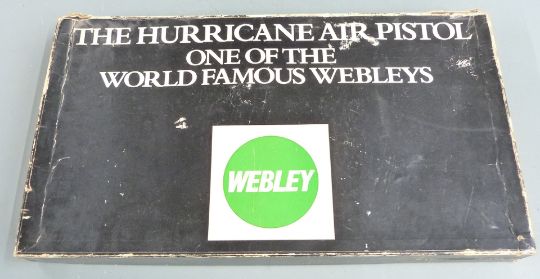 THE HURRICANE AIR PISTOL
ONE OF THE
WORLD FAMOUS WEBLEYS
WEBLEY